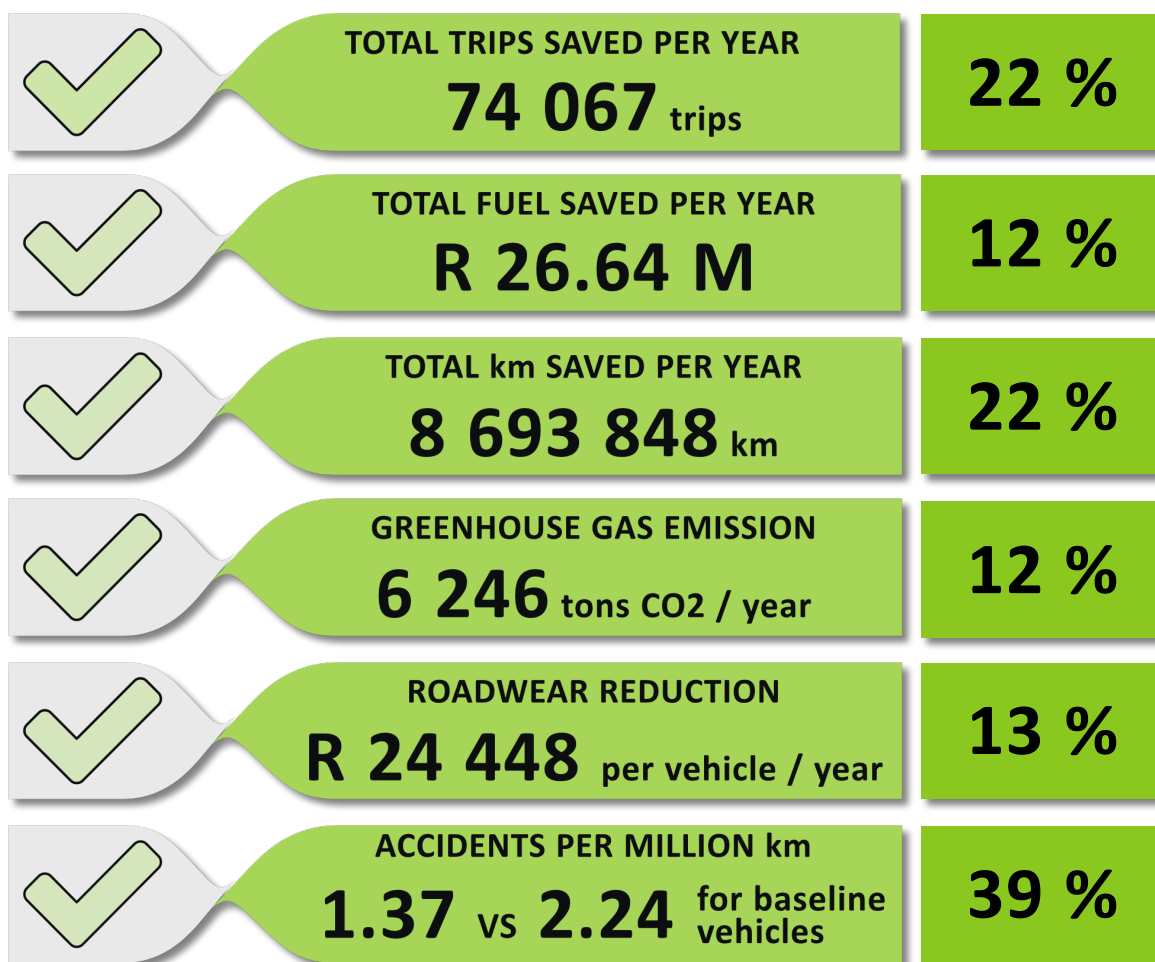 TOTAL TRIPS SAVED PER YEAR
74 067 trips
22 %
TOTAL FUEL SAVED PER YEAR
R 26.64 M
12 %
TOTAL km SAVED PER YEAR
8 693 848 km
22 %
GREENHOUSE GAS EMISSION
6 246 tons CO2 / year
12 %
ROADWEAR REDUCTION
R 24 448 per vehicle / year
13 %
ACCIDENTS PER MILLION km
1.37 vs 2.24 for baseline
vehicles
39 %